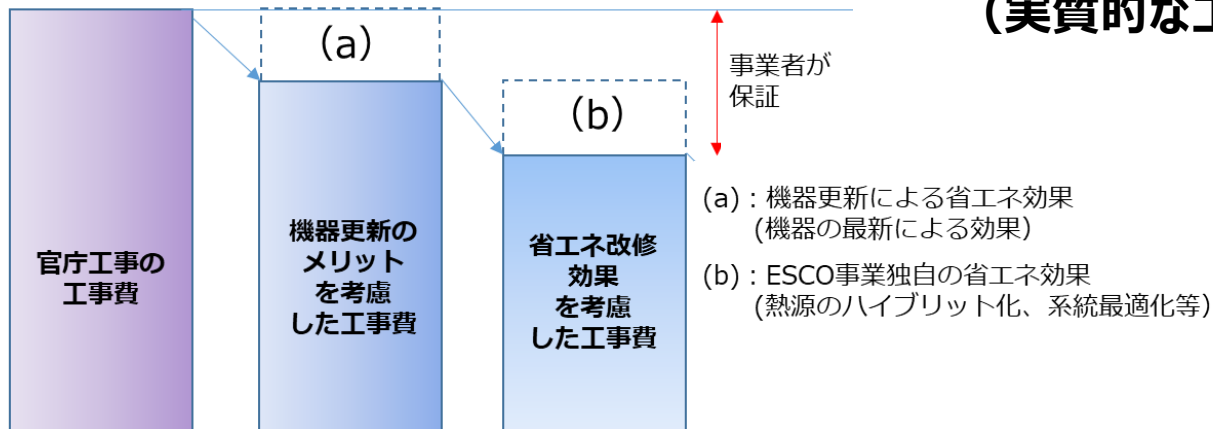 （実質的な工
（a）
事業者が
保証
（b）
(a)：機器更新による省エネ効果
(機器の最新による効果）
(b)：ESCO事業独自の省エネ効果
(熱源のハイブリット化、系統最適化等）
官庁工事の
工事費
機器更新の
メリット
を考慮
した工事費
省エネ改修
効果
を考慮
した工事費